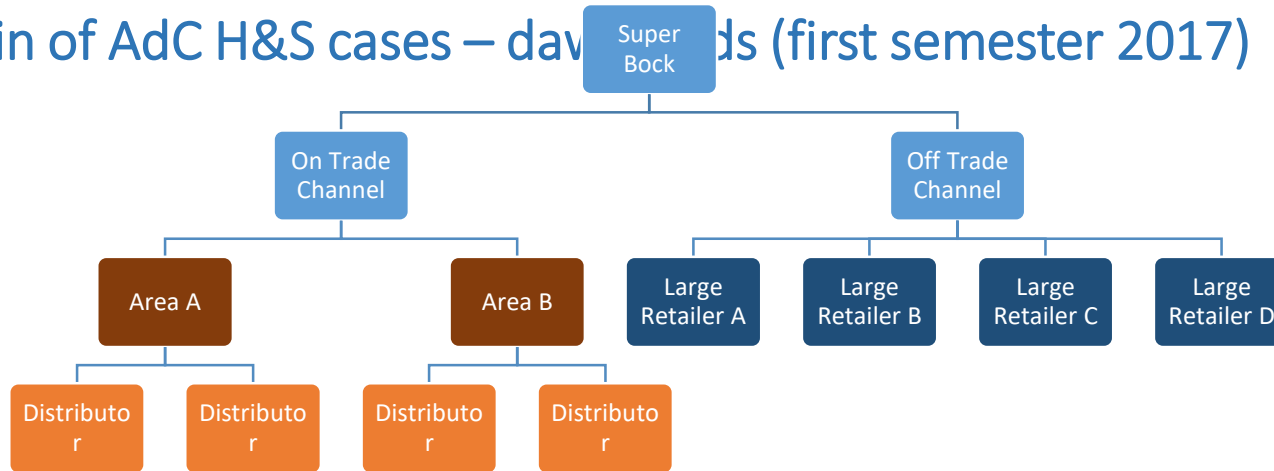 in of AdC H&S cases – daw ds (first semester 2017)
Super
Bock
On Trade
Channel
Off Trade
Channel
Area A
Area B
Large
Retailer A
Large
Retailer B
Large
Retailer C
Large
Retailer D
Distributo
r
Distributo
r
Distributo
r
Distributo
r